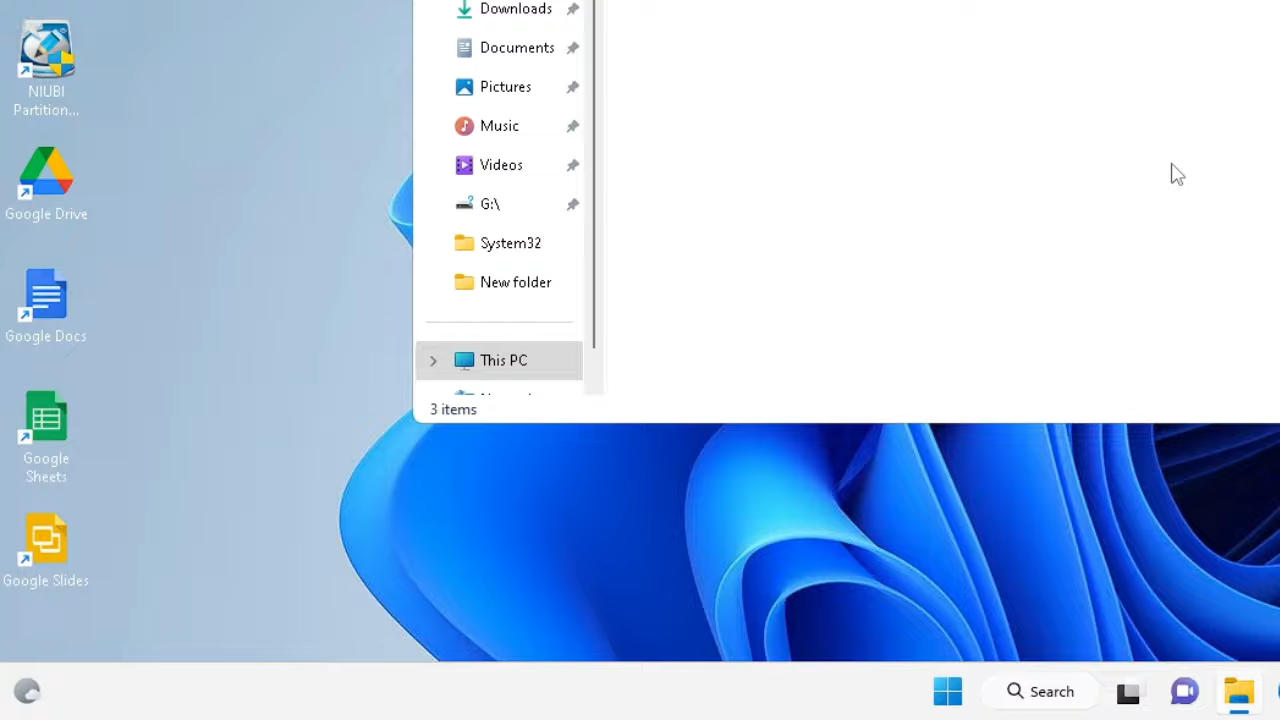 NIUBI
Partition...
Google Drive
Google Docs
Google
Sheets
Google Slides
Downloads
Documents
Pictures
Music
Videos
G:\
System32
New folder
This PC
3 items
Search